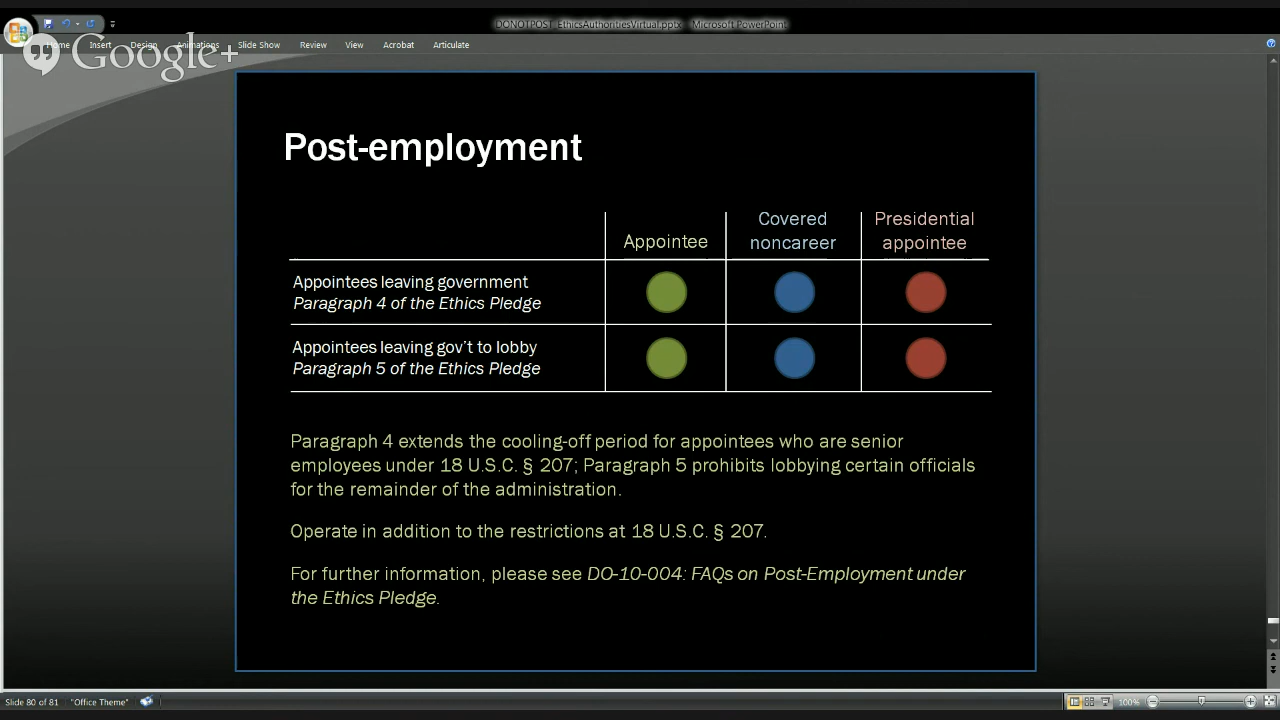 DONOTPOST_EthicsAuthoritiesVirtual.pptx - Microsoft PowerPoint
Home Insert Design Animations Slide Show Review View Acrobat Articulate
Google+
Post-employment
Appointee
Covered
noncareer
Presidential
appointee
Appointees leaving government
Paragraph 4 of the Ethics Pledge
Appointees leaving gov't to lobby
Paragraph 5 of the Ethics Pledge
Paragraph 4 extends the cooling-off period for appointees who are senior
employees under 18 U.S.C. § 207; Paragraph 5 prohibits lobbying certain officials
for the remainder of the administration.
Operate in addition to the restrictions at 18 U.S.C. § 207.
For further information, please see DO-10-004: FAQs on Post-Employment under
the Ethics Pledge.
Slide 80 of 81 "Office Theme" 100%